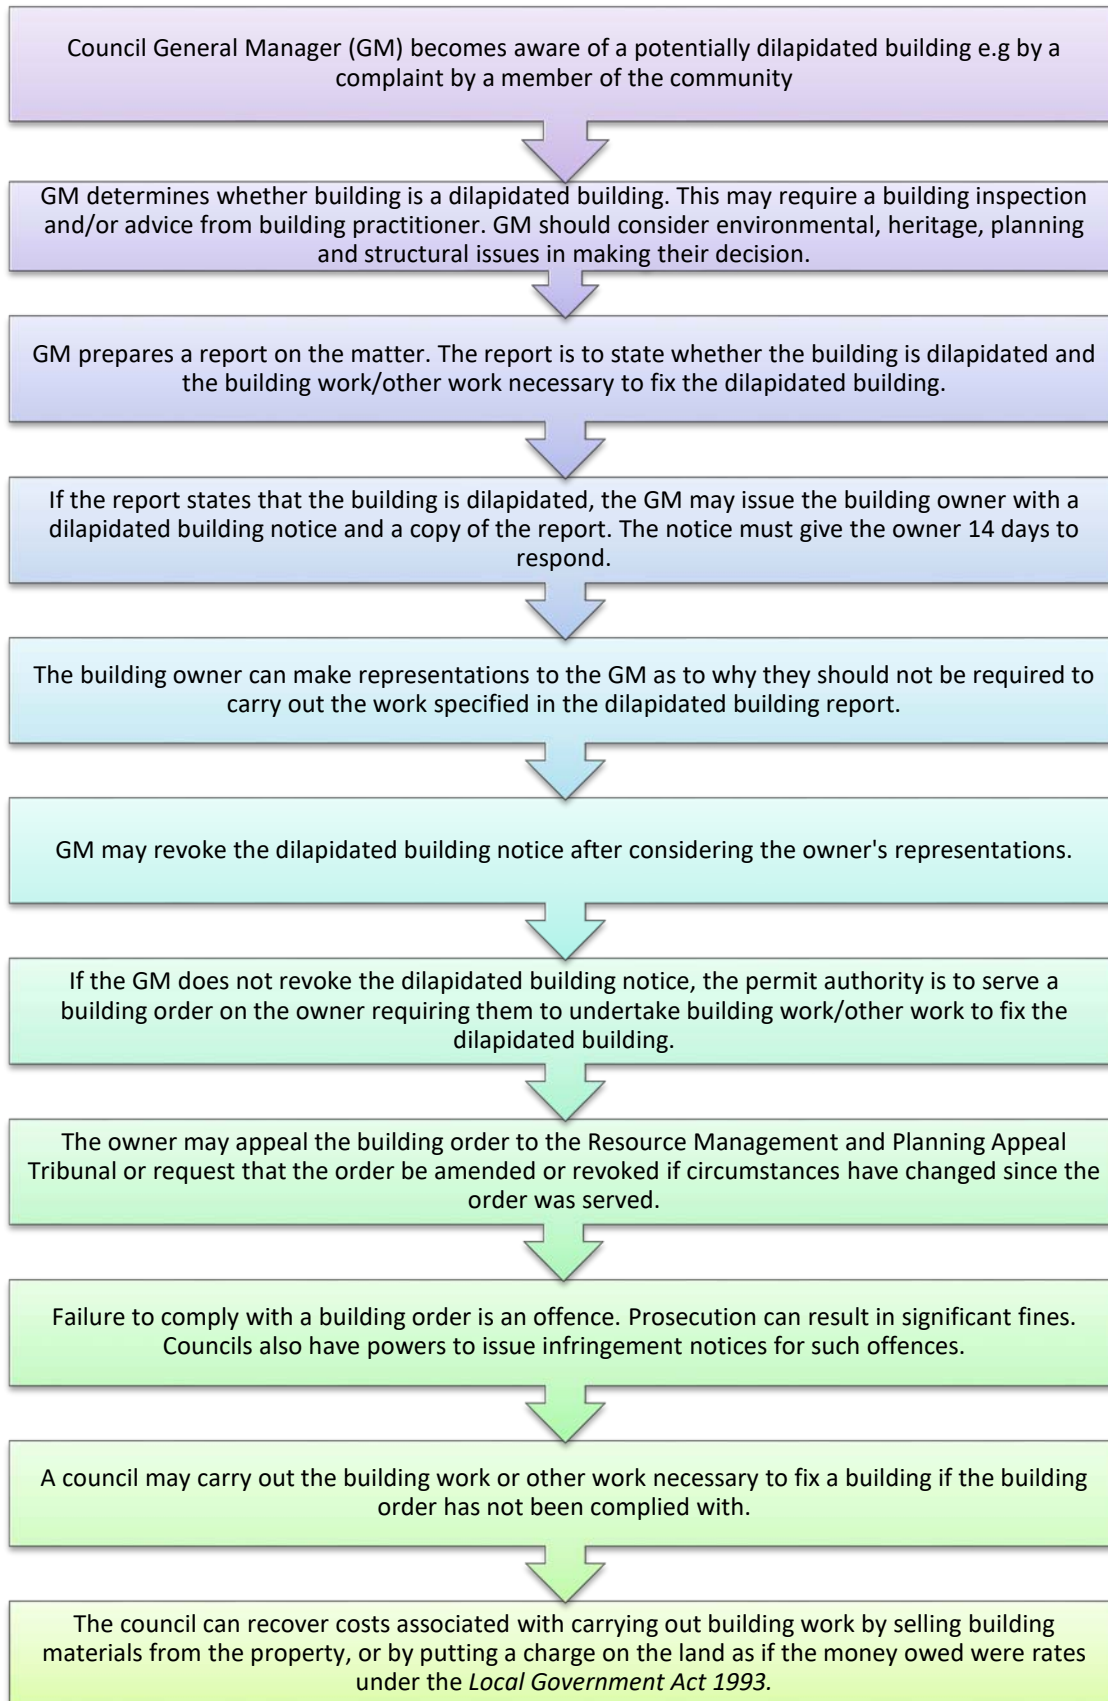 Council General Manager (GM) becomes aware of a potentially dilapidated building e.g by a
complaint by a member of the community
GM determines whether building is a dilapidated building. This may require a building inspection
and/or advice from building practitioner. GM should consider environmental, heritage, planning
and structural issues in making their decision.
GM prepares a report on the matter. The report is to state whether the building is dilapidated and
the building work/other work necessary to fix the dilapidated building.
If the report states that the building is dilapidated, the GM may issue the building owner with a
dilapidated building notice and a copy of the report. The notice must give the owner 14 days to
respond.
The building owner can make representations to the GM as to why they should not be required to
carry out the work specified in the dilapidated building report.
GM may revoke the dilapidated building notice after considering the owner's representations.
If the GM does not revoke the dilapidated building notice, the permit authority is to serve a
building order on the owner requiring them to undertake building work/other work to fix the
dilapidated building.
The owner may appeal the building order to the Resource Management and Planning Appeal
Tribunal or request that the order be amended or revoked if circumstances have changed since the
order was served.
Failure to comply with a building order is an offence. Prosecution can result in significant fines.
Councils also have powers to issue infringement notices for such offences.
A council may carry out the building work or other work necessary to fix a building if the building
order has not been complied with.
The council can recover costs associated with carrying out building work by selling building
materials from the property, or by putting a charge on the land as if the money owed were rates
under the Local Government Act 1993.